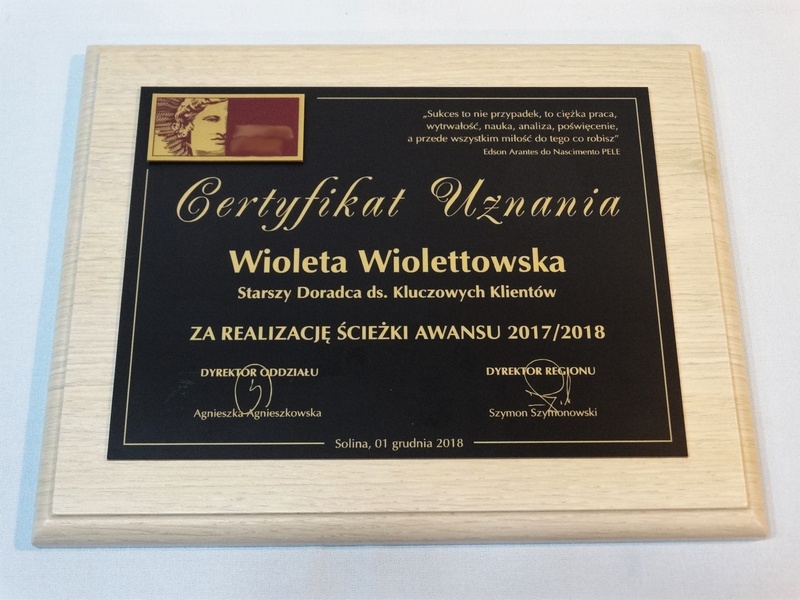 „Sukces to nie przypadek, to ciężka praca,
wytrwałość, nauka, analiza, poświęcenie,
a przede wszystkim miłość do tego co robisz”
Edson Arantes do Nascimento PELE
Certyfikat Uznania
Wioleta Wiolettowska
Starszy Doradca ds. Kluczowych Klientów
ZA REALIZACJĘ ŚCIEŻKI AWANSU 2017/2018
DYREKTOR ODDZIAŁU
Agnieszka Agnieszkowska
DYREKTOR REGIONU
Szymon Szymonowski
Solina, 01 grudnia 2018